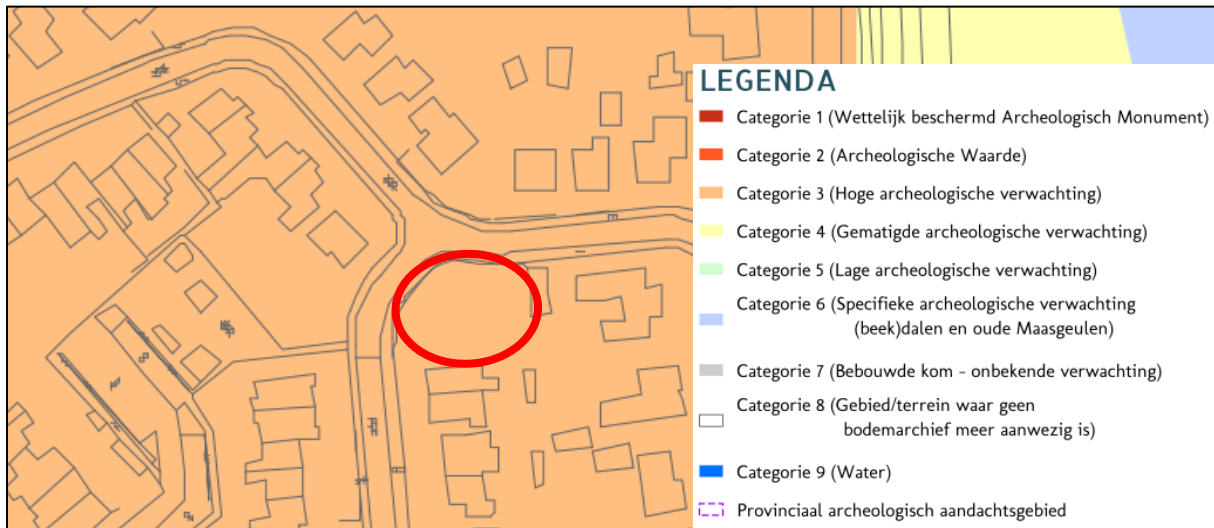 LEGENDA
Categorie 1 (Wettelijk beschermd Archeologisch Monument)
Categorie 2 (Archeologische Waarde)
Categorie 3 (Hoge archeologische verwachting)
Categorie 4 (Gematigde archeologische verwachting)
Categorie 5 (Lage archeologische verwachting)
Categorie 6 (Specifieke archeologische verwachting
(beek)dalen en oude Maasgeulen)
Categorie 7 (Bebouwde kom - onbekende verwachting)
Categorie 8 (Gebied/terrein waar geen
bodemarchief meer aanwezig is)
Categorie 9 (Water)
Provinciaal archeologisch aandachtsgebied